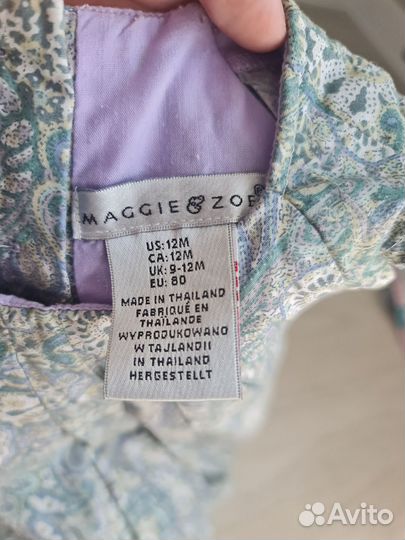 MAGGIE & ZOE®
US: 12M
CA: 12M
UK: 9-12M
EU: 80
MADE IN THAILAND
FABRIQUÉ EN
THAÏLANDE
WYPRODUKOWANO
W TAJLANDII
IN THAILAND
HERGESTELLT
Avito